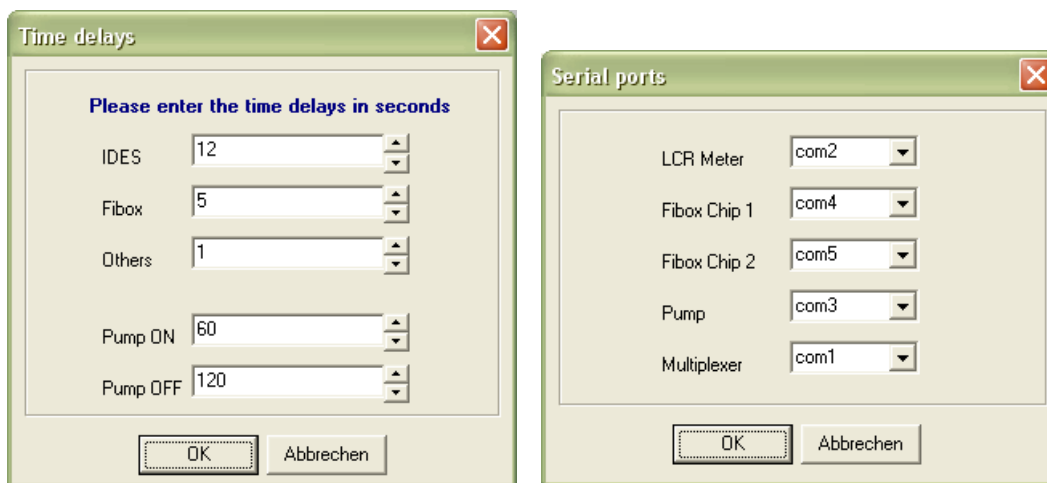 Time delays
Please enter the time delays in seconds
IDES 12
Fibox 5
Others 1
Pump ON 60
Pump OFF 120
OK Abbrechen
Serial ports
LCR Meter com2
Fibox Chip 1 com4
Fibox Chip 2 com5
Pump com3
Multiplexer com1
OK Abbrechen